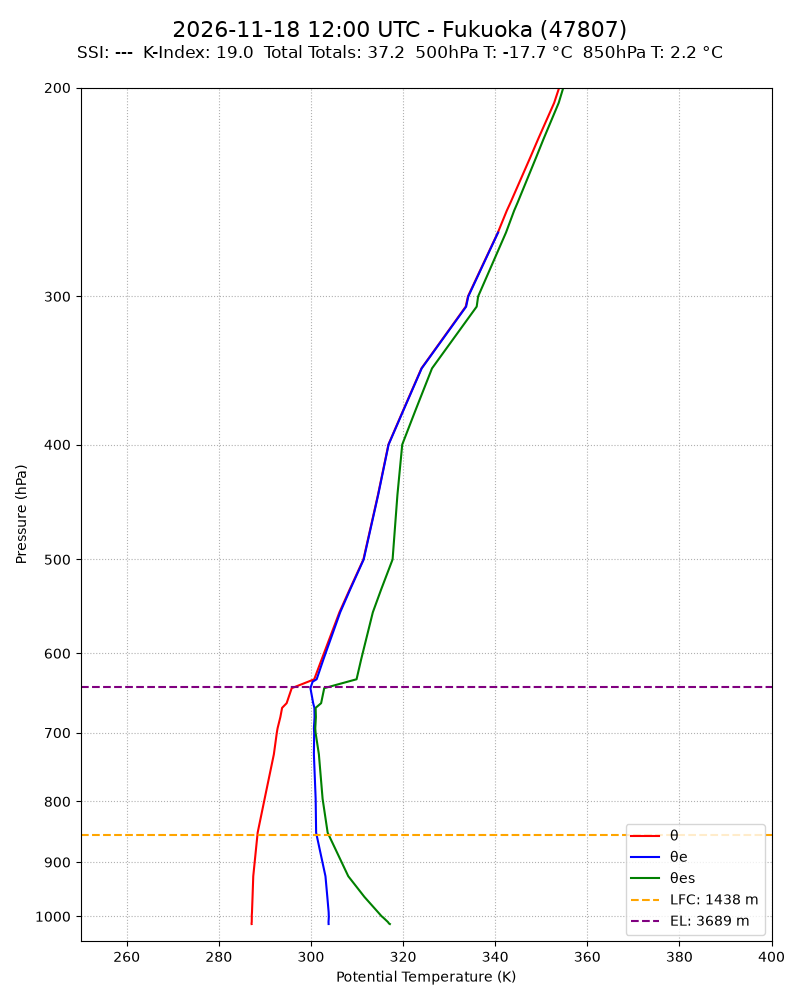 2026-11-18 12:00 UTC - Fukuoka (47807)
SSI: ---  K-Index: 19.0  Total Totals: 37.2  500hPa T: -17.7 °C  850hPa T: 2.2 °C
200
300
400
500
600
700
800
900
1000
Pressure (hPa)
θ
θe
θes
LFC: 1438 m
EL: 3689 m
260 280 300 320 340 360 380 400
Potential Temperature (K)